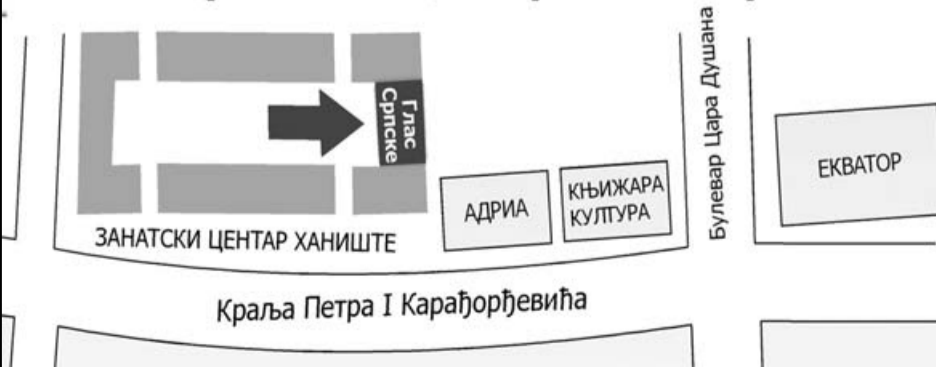 Глас
Српске
АДРИА
КЊИЖАРА
КУЛТУРА
Булевар Цара Душана
ЕКВАТОР
ЗАНАТСКИ ЦЕНТАР ХАНИШТЕ
Краља Петра I Карађорђевића